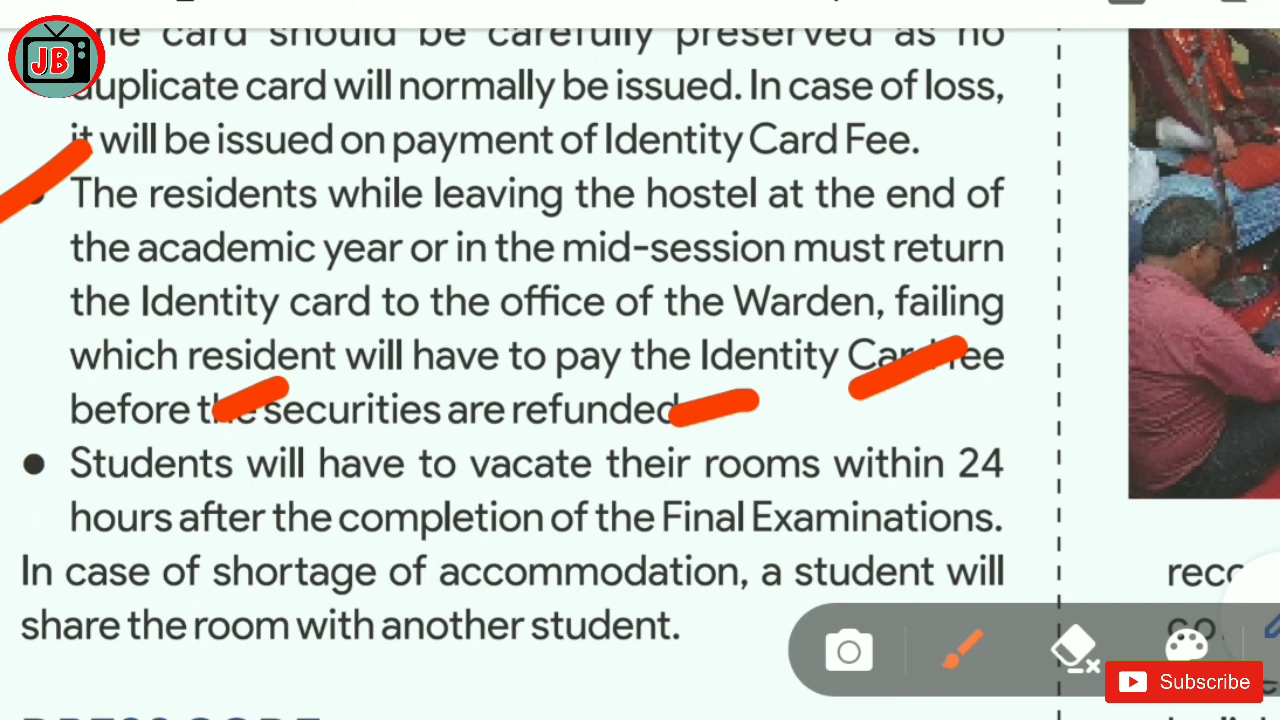 JB
he card should be carefully preserved as no
duplicate card will normally be issued. In case of loss,
it will be issued on payment of Identity Card Fee.
The residents while leaving the hostel at the end of
the academic year or in the mid-session must return
the Identity card to the office of the Warden, failing
which resident will have to pay the Identity Card Fee
before the securities are refunded
● Students will have to vacate their rooms within 24
hours after the completion of the Final Examinations.
In case of shortage of accommodation, a student will
share the room with another student.
Subscribe